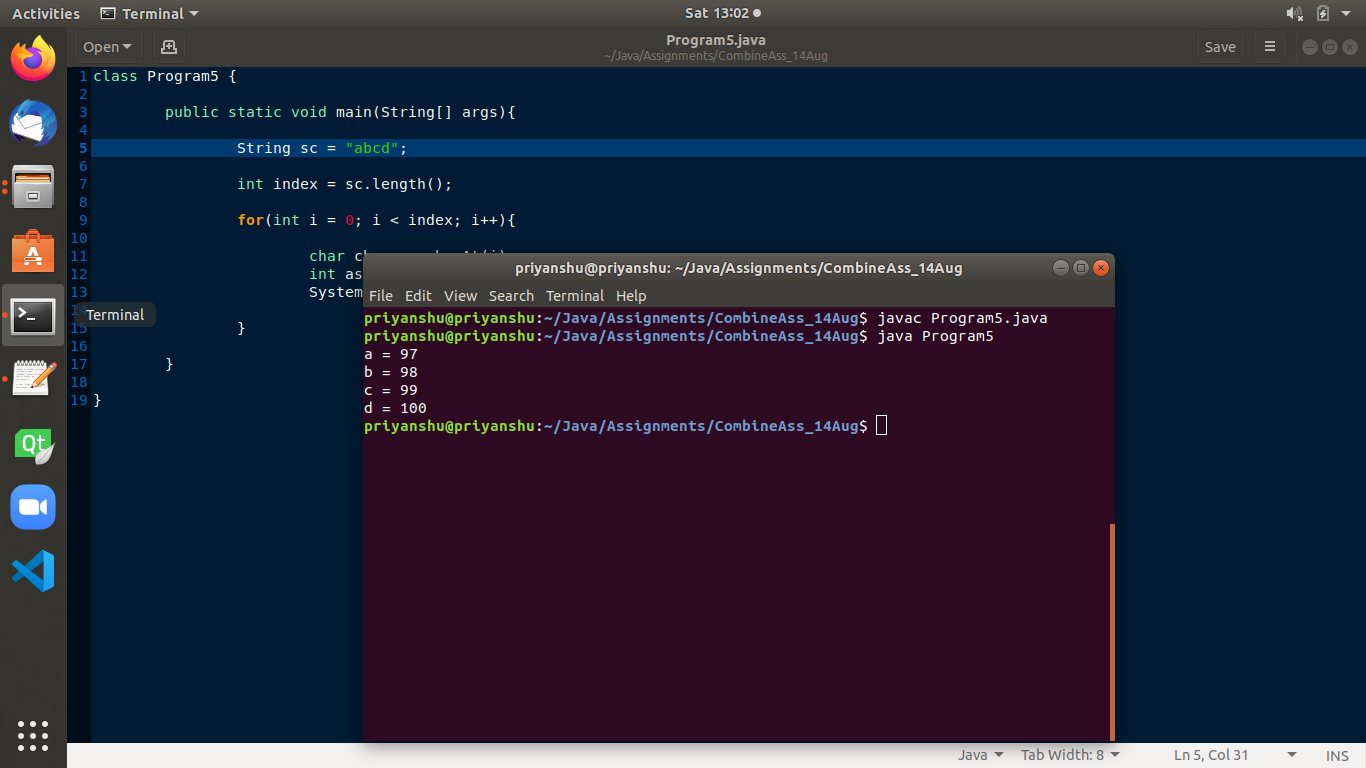 Activities Terminal Sat 13:02
Open Program5.java Save
~/Java/Assignments/CombineAss_14Aug
1 class Program5 {
2
3 public static void main(String[] args){
4
5 String sc = "abcd";
6
7 int index = sc.length();
8
9 for(int i = 0; i < index; i++){
10
11 char
12 int as
13 System
Terminal
15 }
16
17 }
18
19 }
priyanshu@priyanshu: ~/Java/Assignments/CombineAss_14Aug
File Edit View Search Terminal Help
priyanshu@priyanshu:~/Java/Assignments/CombineAss_14Aug$ javac Program5.java
priyanshu@priyanshu:~/Java/Assignments/CombineAss_14Aug$ java Program5
a = 97
b = 98
c = 99
d = 100
priyanshu@priyanshu:~/Java/Assignments/CombineAss_14Aug$
Qt
Java Tab Width: 8 Ln 5, Col 31 INS